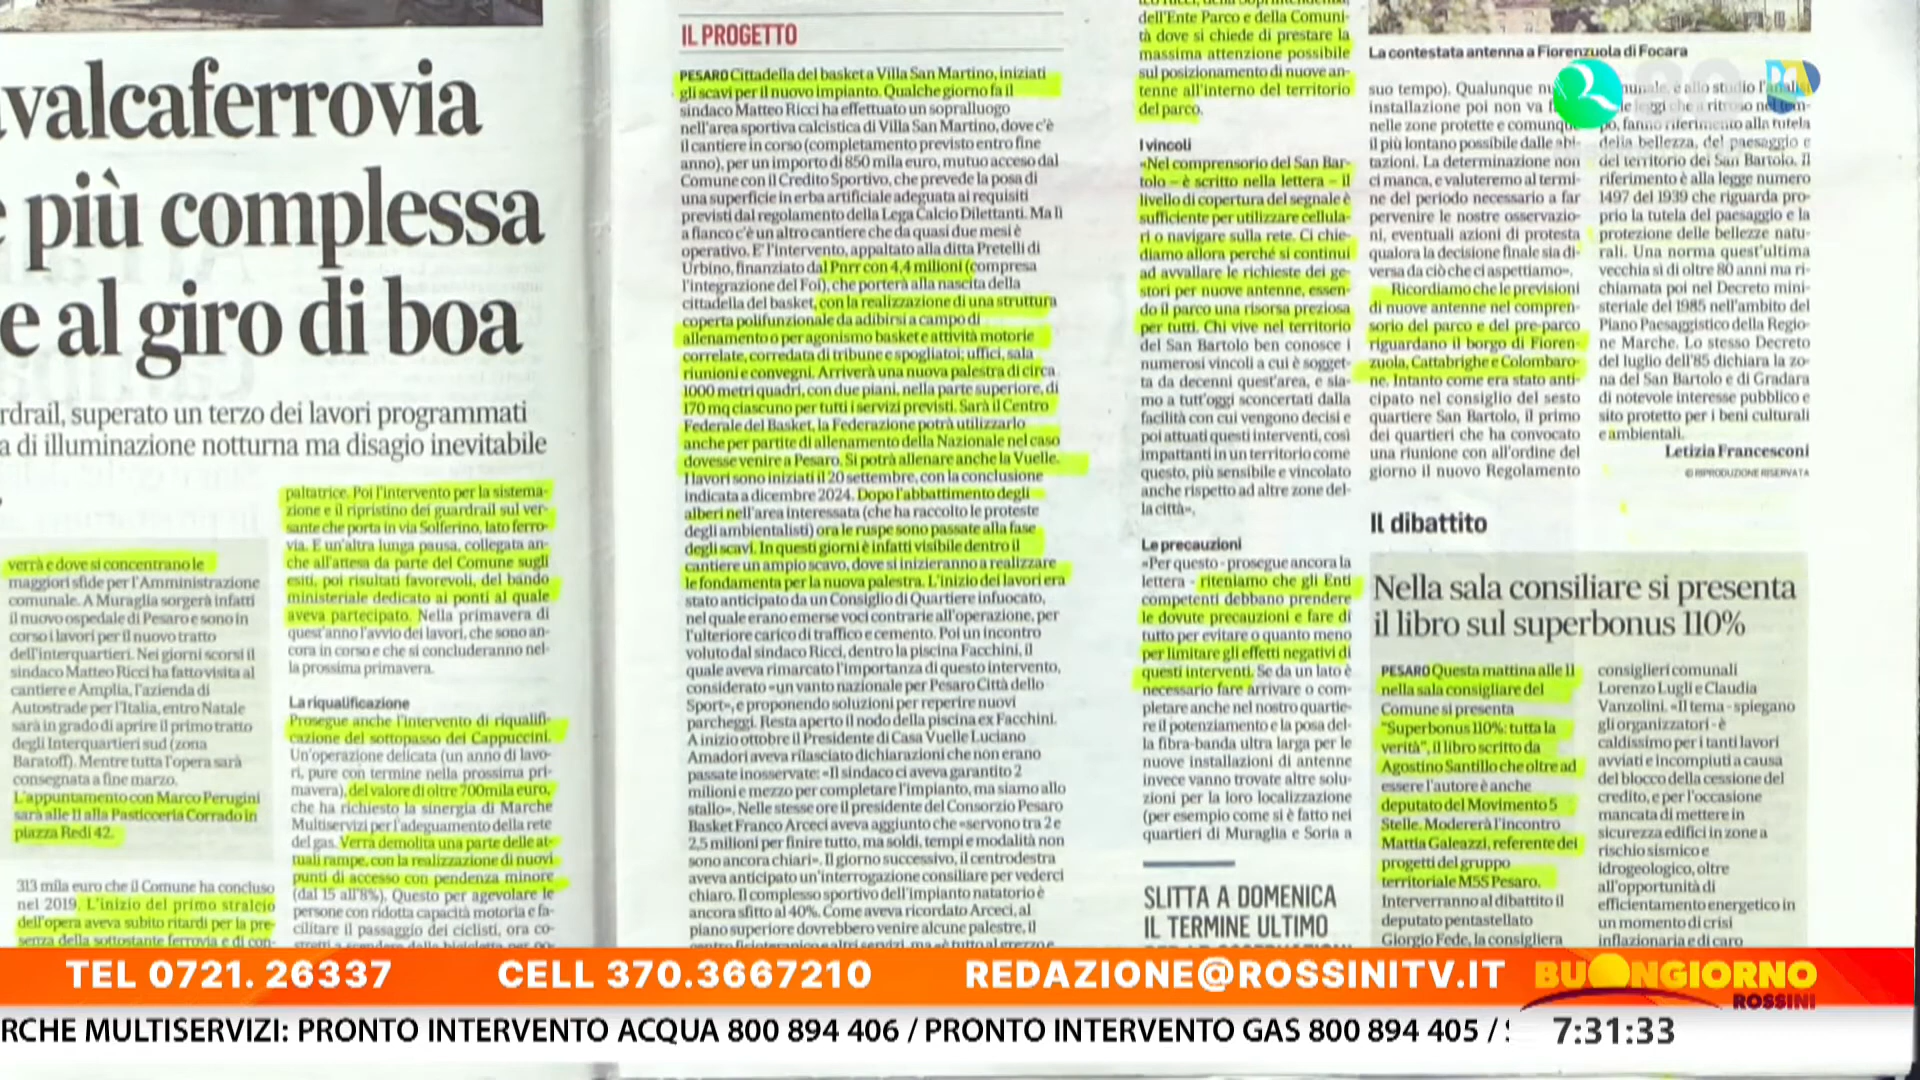 valcaferrovia
più complessa
e al giro di boa
rdrail, superato un terzo dei lavori programmati
a di illuminazione notturna ma disagio inevitabile
verrà e dove si concentrano le
maggiori sfide per l'Amministrazione
comunale. A Muraglia sorgerà infatti
il nuovo ospedale di Pesaro e sono in
corso i lavori per il nuovo tratto
dell'interquartieri. Nei giorni scorsi il
sindaco Matteo Ricci ha fatto visita al
cantiere e Amplia, l'azienda di
Autostrade per l'Italia, entro Natale
sarà in grado di aprire il primo tratto
degli Interquartieri sud (zona
Baratoff). Mentre tutta l'opera sarà
consegnata a fine marzo.
L'appuntamento con Marco Perugini
sarà alle 11 alla Pasticceria Corrado in
piazza Redi 42.
313 mila euro che il Comune ha concluso
nel 2019. L'inizio del primo stralcio
dell'opera aveva subito ritardi per la pre-
senza della sottostante ferrovia e di con-
paltatrice. Poi l'intervento per la sistema-
zione e il ripristino dei guardrail sul ver-
sante che porta in via Solferino, lato ferro-
via. E un'altra lunga pausa, collegata an-
che all'attesa da parte del Comune sugli
esiti, poi risultati favorevoli, del bando
ministeriale dedicato ai ponti al quale
aveva partecipato. Nella primavera di
quest'anno l'avvio dei lavori, che sono an-
cora in corso e che si concluderanno nel-
la prossima primavera.
La riqualificazione
Prosegue anche l'intervento di riqualifi-
cazione del sottopasso dei Cappuccini.
Un'operazione delicata (un anno di lavo-
ri, pure con termine nella prossima pri-
mavera), del valore di oltre 700mila euro,
che ha richiesto la sinergia di Marche
Multiservizi per l'adeguamento della rete
del gas. Verrà demolita una parte delle at-
tuali rampe, con la realizzazione di nuovi
punti di accesso con pendenza minore
(dal 15 all'8%). Questo per agevolare le
persone con ridotta capacità motoria e fa-
cilitare il passaggio dei ciclisti, ora co-
IL PROGETTO
PESARO Cittadella del basket a Villa San Martino, iniziati
gli scavi per il nuovo impianto. Qualche giorno fa il
sindaco Matteo Ricci ha effettuato un sopralluogo
nell'area sportiva calcistica di Villa San Martino, dove c'è
il cantiere in corso (completamento previsto entro fine
anno), per un importo di 850 mila euro, mutuo acceso dal
Comune con il Credito Sportivo, che prevede la posa di
una superficie in erba artificiale adeguata ai requisiti
previsti dal regolamento della Lega Calcio Dilettanti. Ma lì
a fianco c'è un altro cantiere che da quasi due mesi è
operativo. E' l'intervento, appaltato alla ditta Pretelli di
Urbino, finanziato dal Pnrr con 4,4 milioni (compresa
l'integrazione del Foi), che porterà alla nascita della
cittadella del basket, con la realizzazione di una struttura
coperta polifunzionale da adibirsi a campo di
allenamento o per agonismo basket e attività motorie
correlate, corredata di tribune e spogliatoi; uffici, sala
riunioni e convegni. Arriverà una nuova palestra di circa
1000 metri quadri, con due piani, nella parte superiore, di
170 mq ciascuno per tutti i servizi previsti. Sarà il Centro
Federale del Basket, la Federazione potrà utilizzarlo
anche per partite di allenamento della Nazionale nel caso
dovesse venire a Pesaro. Si potrà allenare anche la Vuelle.
I lavori sono iniziati il 20 settembre, con la conclusione
indicata a dicembre 2024. Dopo l'abbattimento degli
alberi nell'area interessata (che ha raccolto le proteste
degli ambientalisti) ora le ruspe sono passate alla fase
degli scavi. In questi giorni è infatti visibile dentro il
cantiere un ampio scavo, dove si inizieranno a realizzare
le fondamenta per la nuova palestra. L'inizio dei lavori era
stato anticipato da un Consiglio di Quartiere infuocato,
nel quale erano emerse voci contrarie all'operazione, per
l'ulteriore carico di traffico e cemento. Poi un incontro
voluto dal sindaco Ricci, dentro la piscina Facchini, il
quale aveva rimarcato l'importanza di questo intervento,
considerato «un vanto nazionale per Pesaro Città dello
Sport», e proponendo soluzioni per reperire nuovi
parcheggi. Resta aperto il nodo della piscina ex Facchini.
A inizio ottobre il Presidente di Casa Vuelle Luciano
Amadori aveva rilasciato dichiarazioni che non erano
passate inosservate: «Il sindaco ci aveva garantito 2
milioni e mezzo per completare l'impianto, ma siamo allo
stallo». Nelle stesse ore il presidente del Consorzio Pesaro
Basket Franco Arceci aveva aggiunto che «servono tra 2 e
2,5 milioni per finire tutto, ma soldi, tempi e modalità non
sono ancora chiari». Il giorno successivo, il centrodestra
aveva anticipato un'interrogazione consiliare per vederci
chiaro. Il complesso sportivo dell'impianto natatorio è
ancora sfitto al 40%. Come aveva ricordato Arceci, al
piano superiore dovrebbero venire alcune palestre, il
dell'Ente Parco e della Comuni-
tà dove si chiede di prestare la
massima attenzione possibile
sul posizionamento di nuove an-
tenne all'interno del territorio
del parco.
I vincoli
«Nel comprensorio del San Bar-
tolo – è scritto nella lettera – il
livello di copertura del segnale è
sufficiente per utilizzare cellula-
ri o navigare sulla rete. Ci chie-
diamo allora perché si continui
ad avvallare le richieste dei ge-
stori per nuove antenne, essen-
do il parco una risorsa preziosa
per tutti. Chi vive nel territorio
del San Bartolo ben conosce i
numerosi vincoli a cui è sogget-
ta da decenni quest'area, e sia-
mo a tutt'oggi sconcertati dalla
facilità con cui vengono decisi e
poi attuati questi interventi, così
impattanti in un territorio come
questo, più sensibile e vincolato
anche rispetto ad altre zone del-
la città».
Le precauzioni
«Per questo - prosegue ancora la
lettera - riteniamo che gli Enti
competenti debbano prendere
le dovute precauzioni e fare di
tutto per evitare o quanto meno
per limitare gli effetti negativi di
questi interventi. Se da un lato è
necessario fare arrivare o com-
pletare anche nel nostro quartie-
re il potenziamento e la posa del-
la fibra-banda ultra larga per le
nuove installazioni di antenne
invece vanno trovate altre solu-
zioni per la loro localizzazione
(per esempio come si è fatto nei
quartieri di Muraglia e Soria a
SLITTA A DOMENICA
IL TERMINE ULTIMO
La contestata antenna a Fiorenzuola di Focara
suo tempo). Qualunque
installazione poi non va
nelle zone protette e comunque
il più lontano possibile dalle abi-
tazioni. La determinazione non
ci manca, e valuteremo al termi-
ne del periodo necessario a far
pervenire le nostre osservazio-
ni, eventuali azioni di protesta
qualora la decisione finale sia di-
versa da ciò che ci aspettiamo».
Ricordiamo che le previsioni
di nuove antenne nel compren-
sorio del parco e del pre-parco
riguardano il borgo di Fioren-
zuola, Cattabrighe e Colombaro-
ne. Intanto come era stato anti-
cipato nel consiglio del sesto
quartiere San Bartolo, il primo
dei quartieri che ha convocato
una riunione con all'ordine del
giorno il nuovo Regolamento
è allo studio
le leggi che a ritroso nel tem-
po, fanno riferimento alla tutela
della bellezza, del paesaggio e
del territorio dei San Bartolo. Il
riferimento è alla legge numero
1497 del 1939 che riguarda pro-
prio la tutela del paesaggio e la
protezione delle bellezze natu-
rali. Una norma quest'ultima
vecchia sì di oltre 80 anni ma ri-
chiamata poi nel Decreto mini-
steriale del 1985 nell'ambito del
Piano Paesaggistico della Regio-
ne Marche. Lo stesso Decreto
del luglio dell'85 dichiara la zo-
na del San Bartolo e di Gradara
di notevole interesse pubblico e
sito protetto per i beni culturali
e ambientali.
Letizia Francesconi
© RIPRODUZIONE RISERVATA
Il dibattito
Nella sala consiliare si presenta
il libro sul superbonus 110%
PESARO Questa mattina alle 11
nella sala consigliare del
Comune si presenta
"Superbonus 110%: tutta la
verità", il libro scritto da
Agostino Santillo che oltre ad
essere l'autore è anche
deputato del Movimento 5
Stelle. Modererà l'incontro
Mattia Galeazzi, referente dei
progetti del gruppo
territoriale M5S Pesaro.
Interverranno al dibattito il
deputato pentastellato
Giorgio Fede, la consigliera
consiglieri comunali
Lorenzo Lugli e Claudia
Vanzolini. «Il tema - spiegano
gli organizzatori - è
caldissimo per i tanti lavori
avviati e incompiuti a causa
del blocco della cessione del
credito, e per l'occasione
mancata di mettere in
sicurezza edifici in zone a
rischio sismico e
idrogeologico, oltre
all'opportunità di
efficientamento energetico in
un momento di crisi
inflazionaria e di caro
TEL 0721. 26337 CELL 370.3667210 REDAZIONE@ROSSINITV.IT BUONGIORNO
ROSSINI
RCHE MULTISERVIZI: PRONTO INTERVENTO ACQUA 800 894 406 / PRONTO INTERVENTO GAS 800 894 405 / 7:31:33